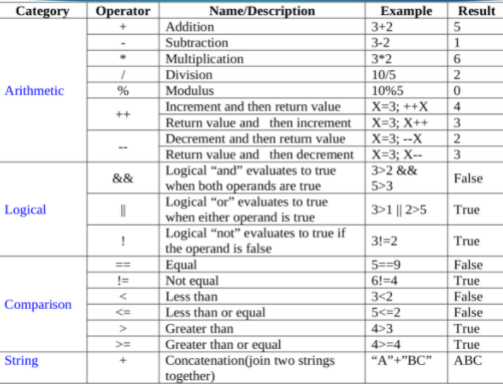 Category Operator Name/Description Example Result
Arithmetic
+ Addition 3+2 5
- Subtraction 3-2 1
* Multiplication 3*2 6
/ Division 10/5 2
% Modulus 10%5 0
++ Increment and then return value X=3; ++X 4
Return value and then increment X=3; X++ 3
-- Decrement and then return value X=3; --X 2
Return value and then decrement X=3; X-- 3
Logical
&& Logical “and” evaluates to true
when both operands are true 3>2 &&
5>3 False
|| Logical “or” evaluates to true
when either operand is true 3>1 || 2>5 True
! Logical “not” evaluates to true if
the operand is false 3!=2 True
Comparison
== Equal 5==9 False
!= Not equal 6!=4 True
< Less than 3<2 False
<= Less than or equal 5<=2 False
> Greater than 4>3 True
>= Greater than or equal 4>=4 True
String + Concatenation(join two strings
together) “A”+”BC” ABC